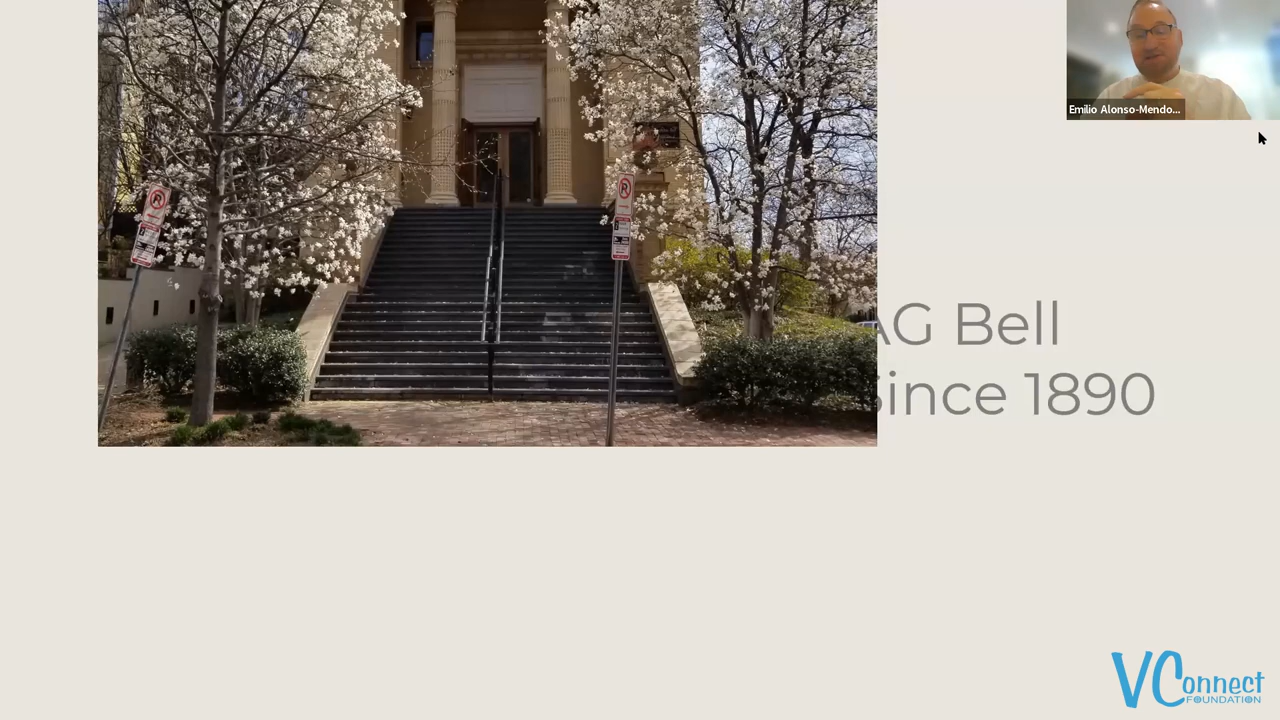 Emilio Alonso-Mendo...
AG Bell
Since 1890
VConnect
FOUNDATION